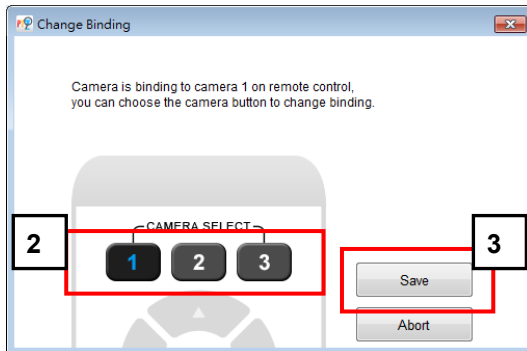 Change Binding
Camera is binding to camera 1 on remote control,
you can choose the camera button to change binding.
CAMERA SELECT
2
1 2 3
3
Save
Abort